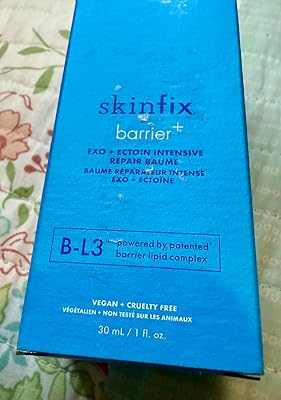 skinfix
barrier+
EXO + ECTOIN INTENSIVE
REPAIR BAUME
BAUME RÉPARATEUR INTENSE
EXO + ECTOÏNE
B-L3™ powered by patented*
barrier lipid complex
VEGAN + CRUELTY FREE
VÉGÉTALIEN + NON TESTÉ SUR LES ANIMAUX
30 mL / 1 fl. oz.